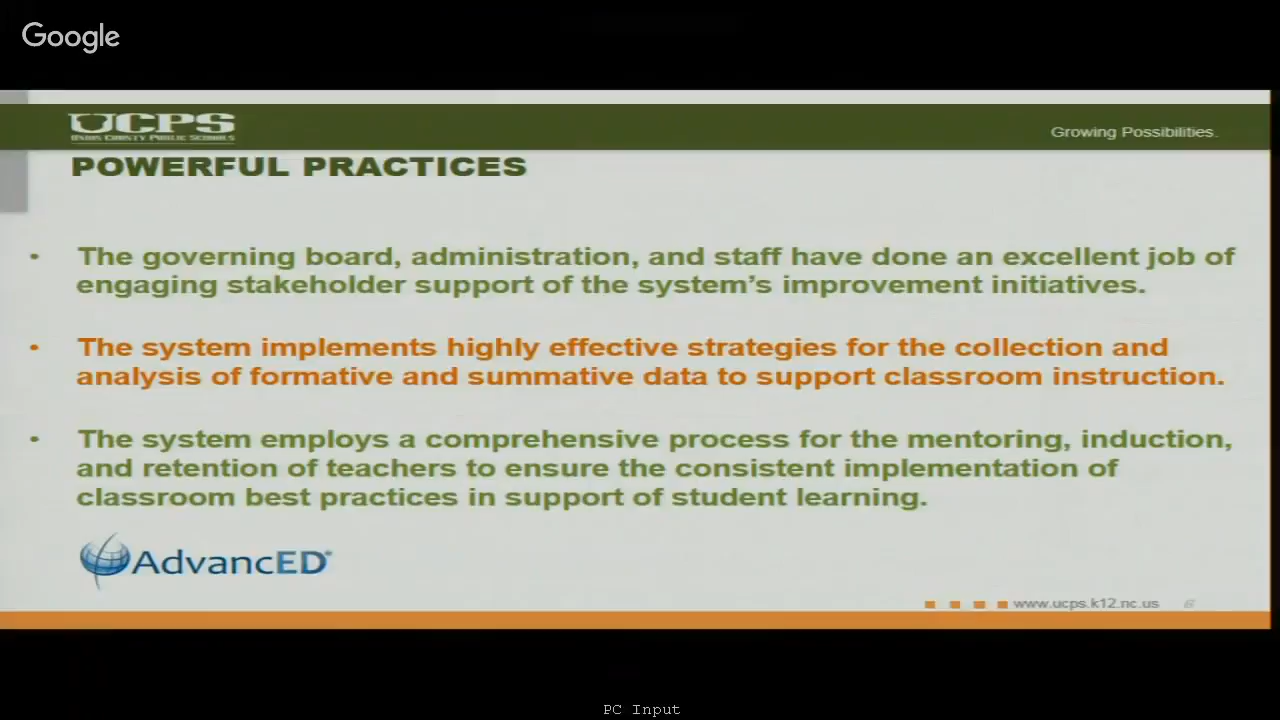 Google
UCPS
UNION COUNTY PUBLIC SCHOOLS
Growing Possibilities.
POWERFUL PRACTICES
• The governing board, administration, and staff have done an excellent job of
engaging stakeholder support of the system's improvement initiatives.
• The system implements highly effective strategies for the collection and
analysis of formative and summative data to support classroom instruction.
• The system employs a comprehensive process for the mentoring, induction,
and retention of teachers to ensure the consistent implementation of
classroom best practices in support of student learning.
AdvancED®
www.ucps.k12.nc.us
PC Input